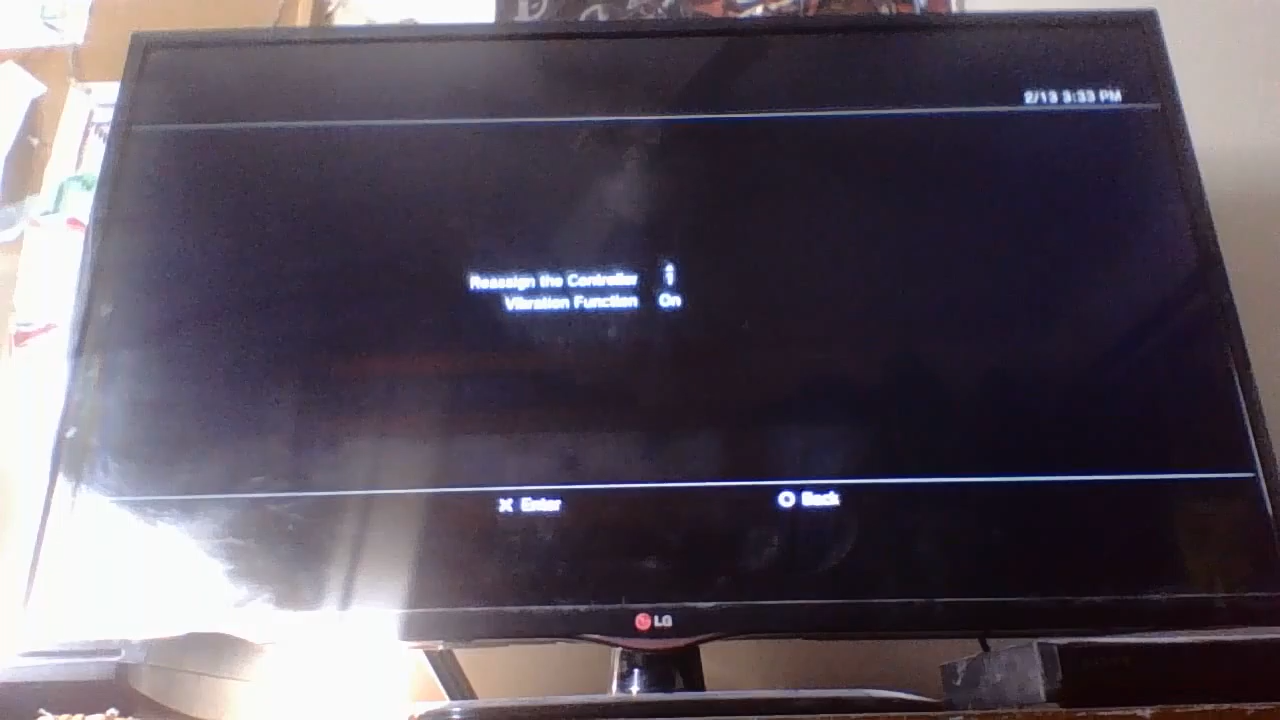 2/13 3:33 PM
Reassign the Controller 1
Vibration Function On
X Enter
O Back
LG